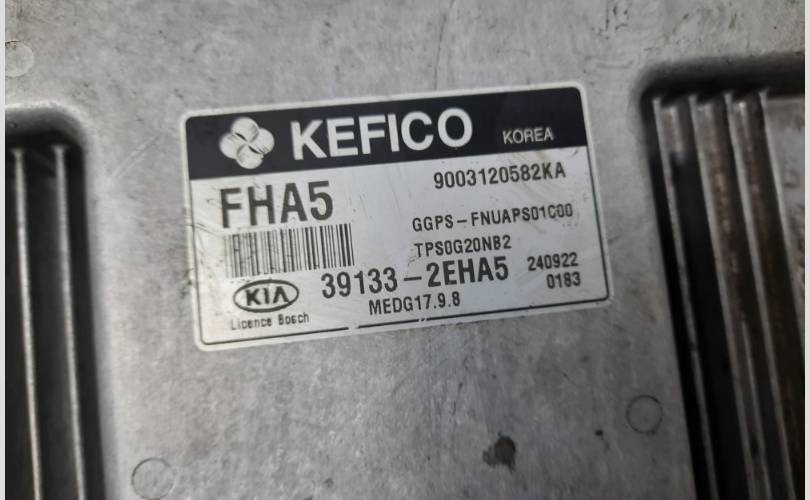 KEFICO KOREA
9003120582KA
FHA5
GGPS-FNUAPS01C00
TPS0G20NB2
39133-2EHA5 240922
KIA MEDG17.9.8 0183
Licence Bosch